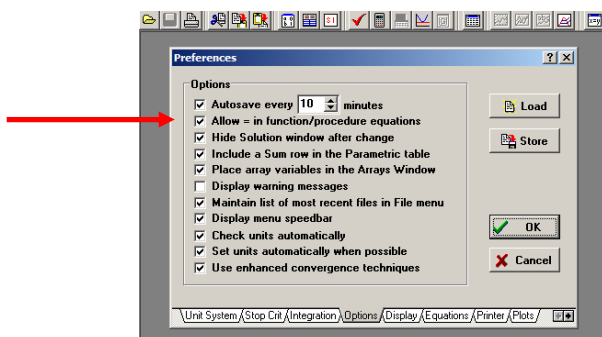 Preferences
Options
Autosave every 10 minutes
Allow = in function/procedure equations
Hide Solution window after change
Include a Sum row in the Parametric table
Place array variables in the Arrays Window
Display warning messages
Maintain list of most recent files in File menu
Display menu speedbar
Check units automatically
Set units automatically when possible
Use enhanced convergence techniques
Load
Store
OK
Cancel
Unit System Stop Crit Integration Options Display Equations Printer Plots